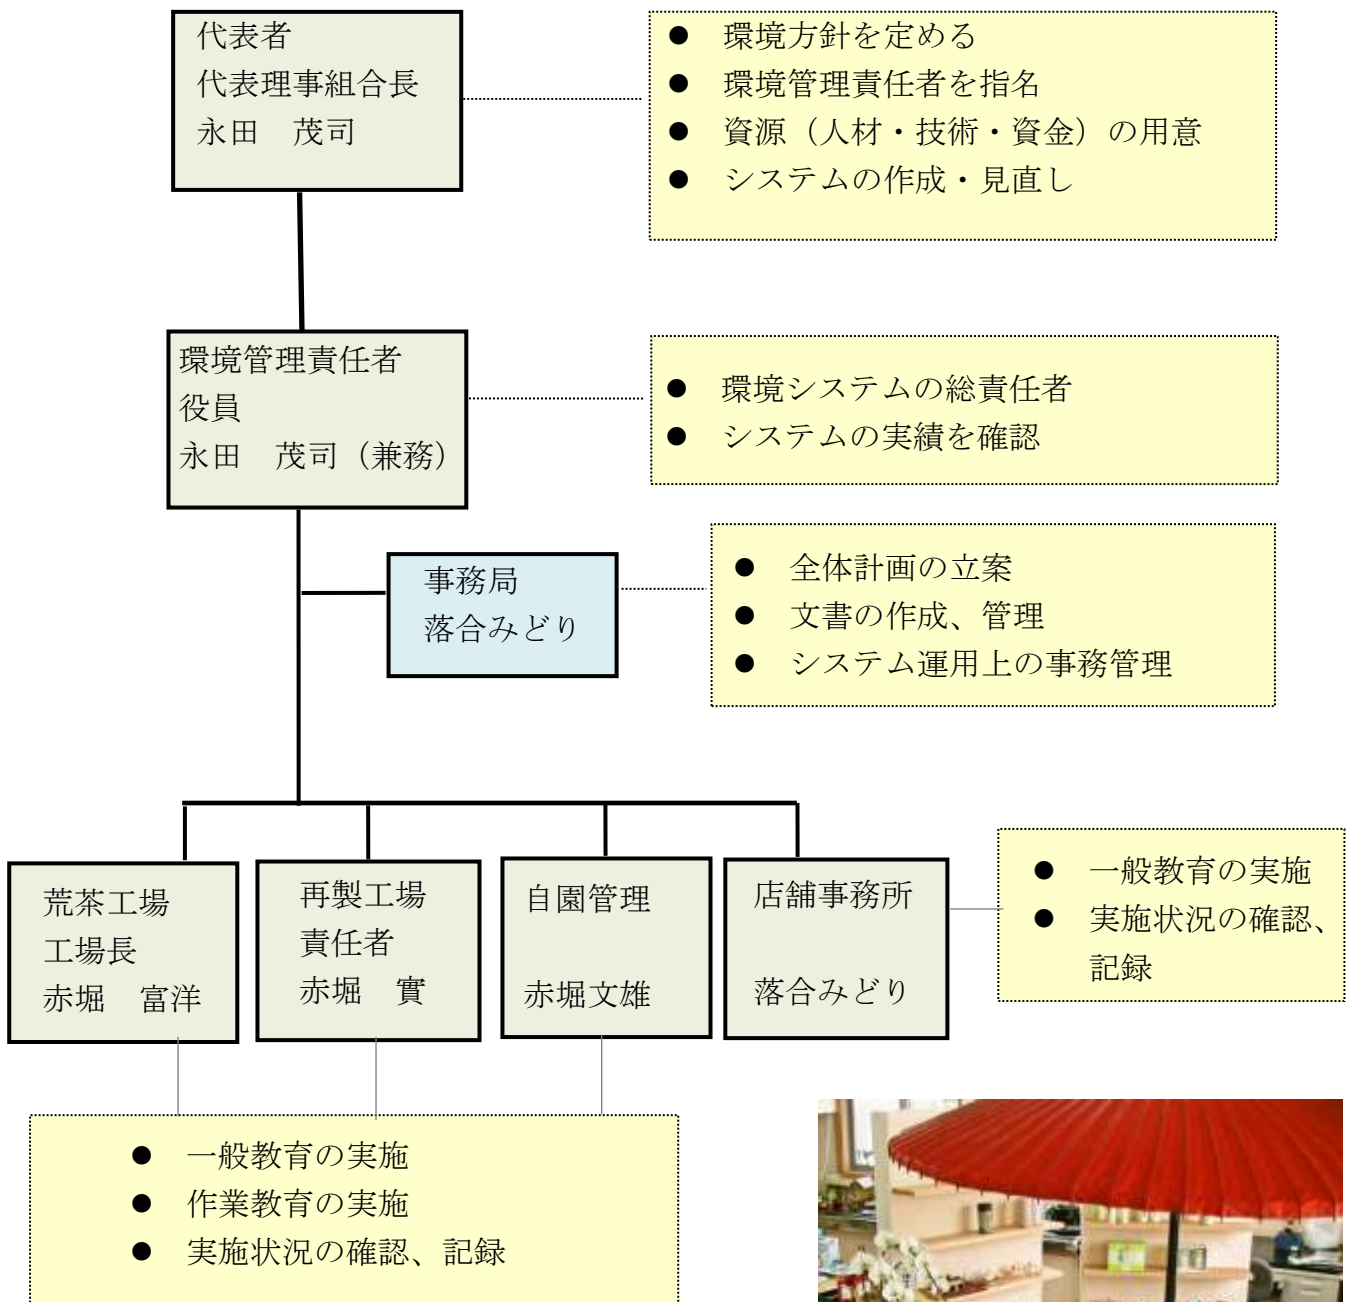 代表者
代表理事組合長
永田　茂司
● 環境方針を定める
● 環境管理責任者を指名
● 資源（人材・技術・資金）の用意
● システムの作成・見直し
環境管理責任者
役員
永田　茂司（兼務）
● 環境システムの総責任者
● システムの実績を確認
事務局
落合みどり
● 全体計画の立案
● 文書の作成、管理
● システム運用上の事務管理
荒茶工場
工場長
赤堀　富洋
再製工場
責任者
赤堀　實
自園管理
赤堀文雄
店舗事務所
落合みどり
● 一般教育の実施
● 実施状況の確認、
記録
● 一般教育の実施
● 作業教育の実施
● 実施状況の確認、記録